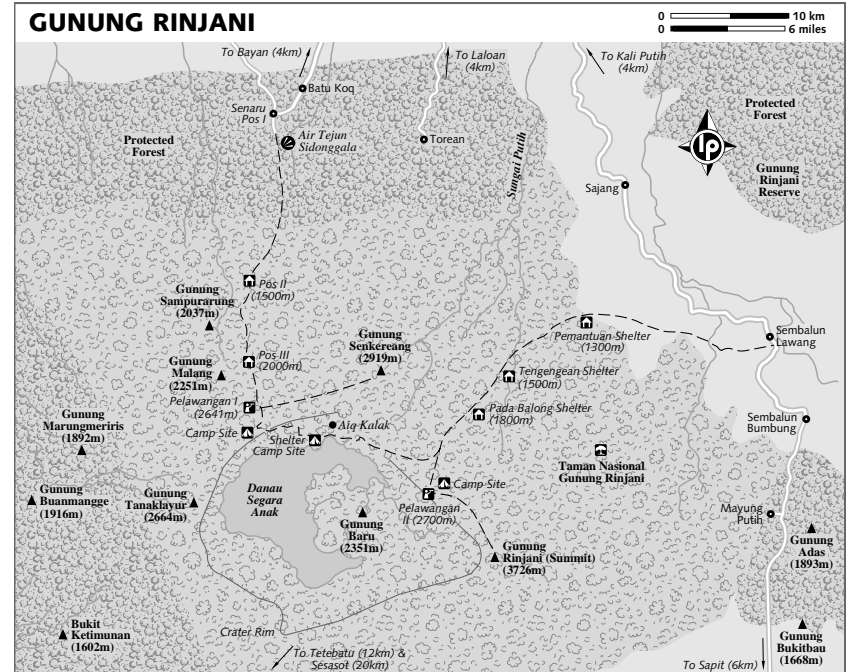 GUNUNG RINJANI
0 10 km
0 6 miles
To Bayan (4km)
To Laloan
(4km)
To Kali Putih
(4km)
Batu Koq
Senaru
Pos I
Protected
Forest
Air Tejun
Sidonggala
Torean
Sungai Putih
Protected
Forest
lp
Gunung
Rinjani
Reserve
Sajang
Pos II
(1500m)
Gunung
Sampurarung
(2037m)
Gunung
Senkereang
(2919m)
Pemantuan Shelter
(1300m)
Sembalun
Lawang
Pos III
(2000m)
Gunung
Malang
(2251m)
Tengengean Shelter
(1500m)
Pelawangan I
(2641m)
Pada Balong Shelter
(1800m)
Gunung
Marungmeriris
(1892m)
Camp Site
Aiq Kalak
Shelter
Camp Site
Sembalun
Bumbung
Taman Nasional
Gunung Rinjani
Gunung
Buanmangge
(1916m)
Gunung
Tanaklayur
(2664m)
Danau
Segara
Anak
Camp Site
Pelawangan
II (2700m)
Gunung
Baru
(2351m)
Mayung
Putih
Gunung
Adas
(1893m)
Gunung
Rinjani (Summit)
(3726m)
Bukit
Ketimunan
(1602m)
Crater Rim
To Tetebatu (12km) &
Sesasot (20km)
To Sapit (6km)
Gunung
Bukitbau
(1668m)